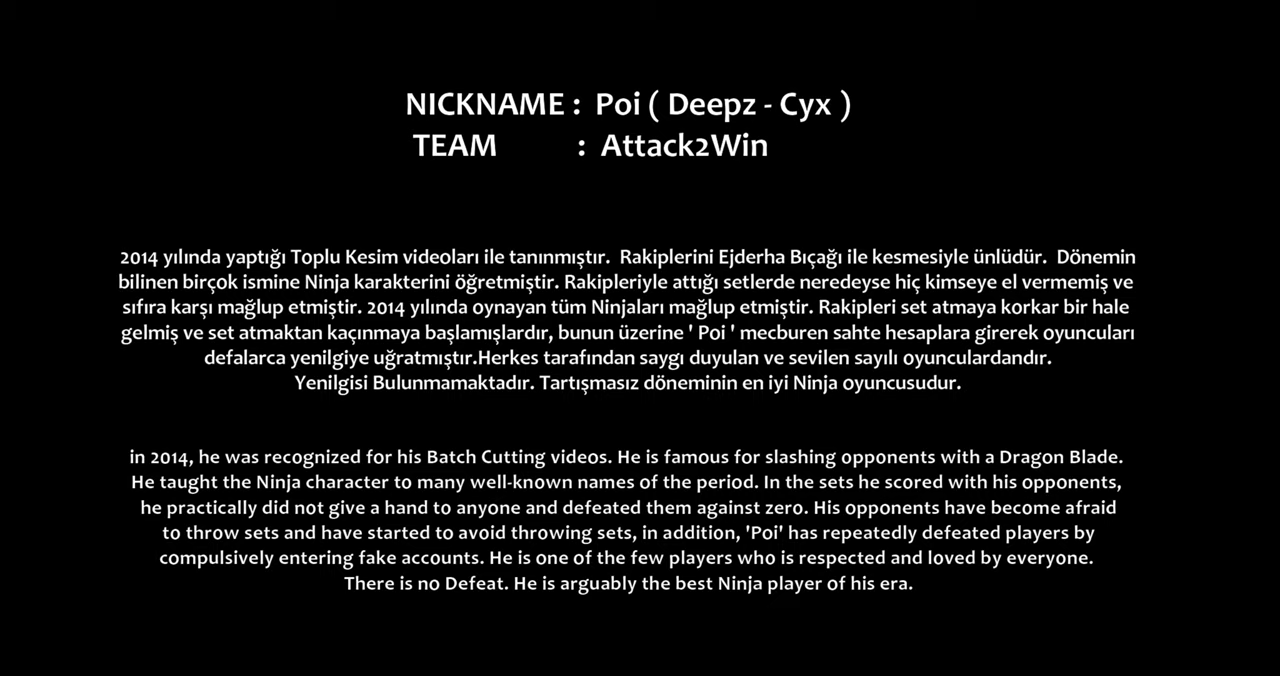 NICKNAME : Poi ( Deepz - Cyx )
TEAM : Attack2Win
2014 yılında yaptığı Toplu Kesim videoları ile tanınmıştır. Rakiplerini Ejderha Bıçağı ile kesmesiyle ünlüdür. Dönemin
bilinen birçok ismine Ninja karakterini öğretmiştir. Rakipleriyle attığı setlerde neredeyse hiç kimseye el vermemiş ve
sıfıra karşı mağlup etmiştir. 2014 yılında oynayan tüm Ninjaları mağlup etmiştir. Rakipleri set atmaya korkar bir hale
gelmiş ve set atmaktan kaçınmaya başlamışlardır, bunun üzerine ' Poi ' mecburen sahte hesaplara girerek oyuncuları
defalarca yenilgiye uğratmıştır.Herkes tarafından saygı duyulan ve sevilen sayılı oyunculardandır.
Yenilgisi Bulunmamaktadır. Tartışmasız döneminin en iyi Ninja oyuncusudur.
in 2014, he was recognized for his Batch Cutting videos. He is famous for slashing opponents with a Dragon Blade.
He taught the Ninja character to many well-known names of the period. In the sets he scored with his opponents,
he practically did not give a hand to anyone and defeated them against zero. His opponents have become afraid
to throw sets and have started to avoid throwing sets, in addition, 'Poi' has repeatedly defeated players by
compulsively entering fake accounts. He is one of the few players who is respected and loved by everyone.
There is no Defeat. He is arguably the best Ninja player of his era.